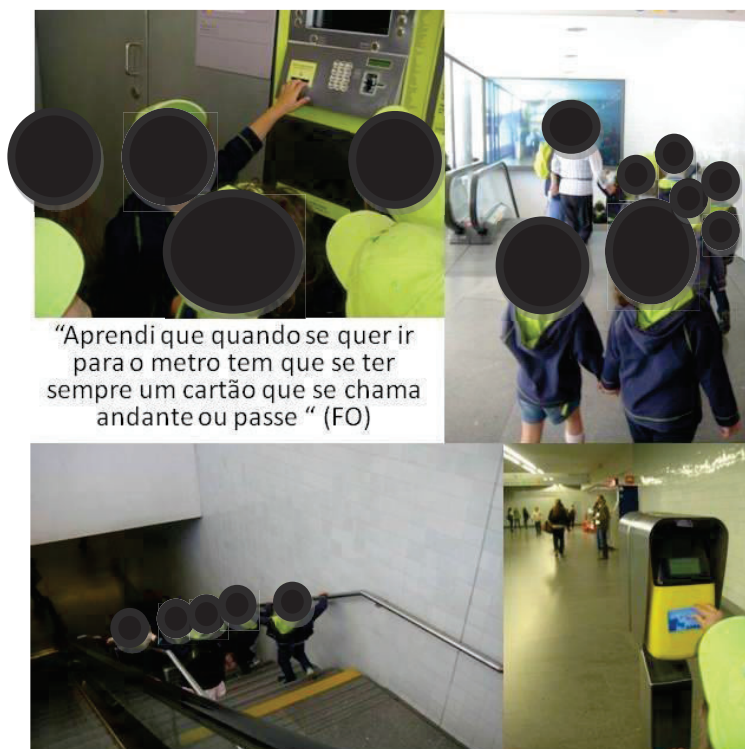 “Aprendi que quando se quer ir
para o metro tem que se ter
sempre um cartão que se chama
andante ou passe “ (FO)